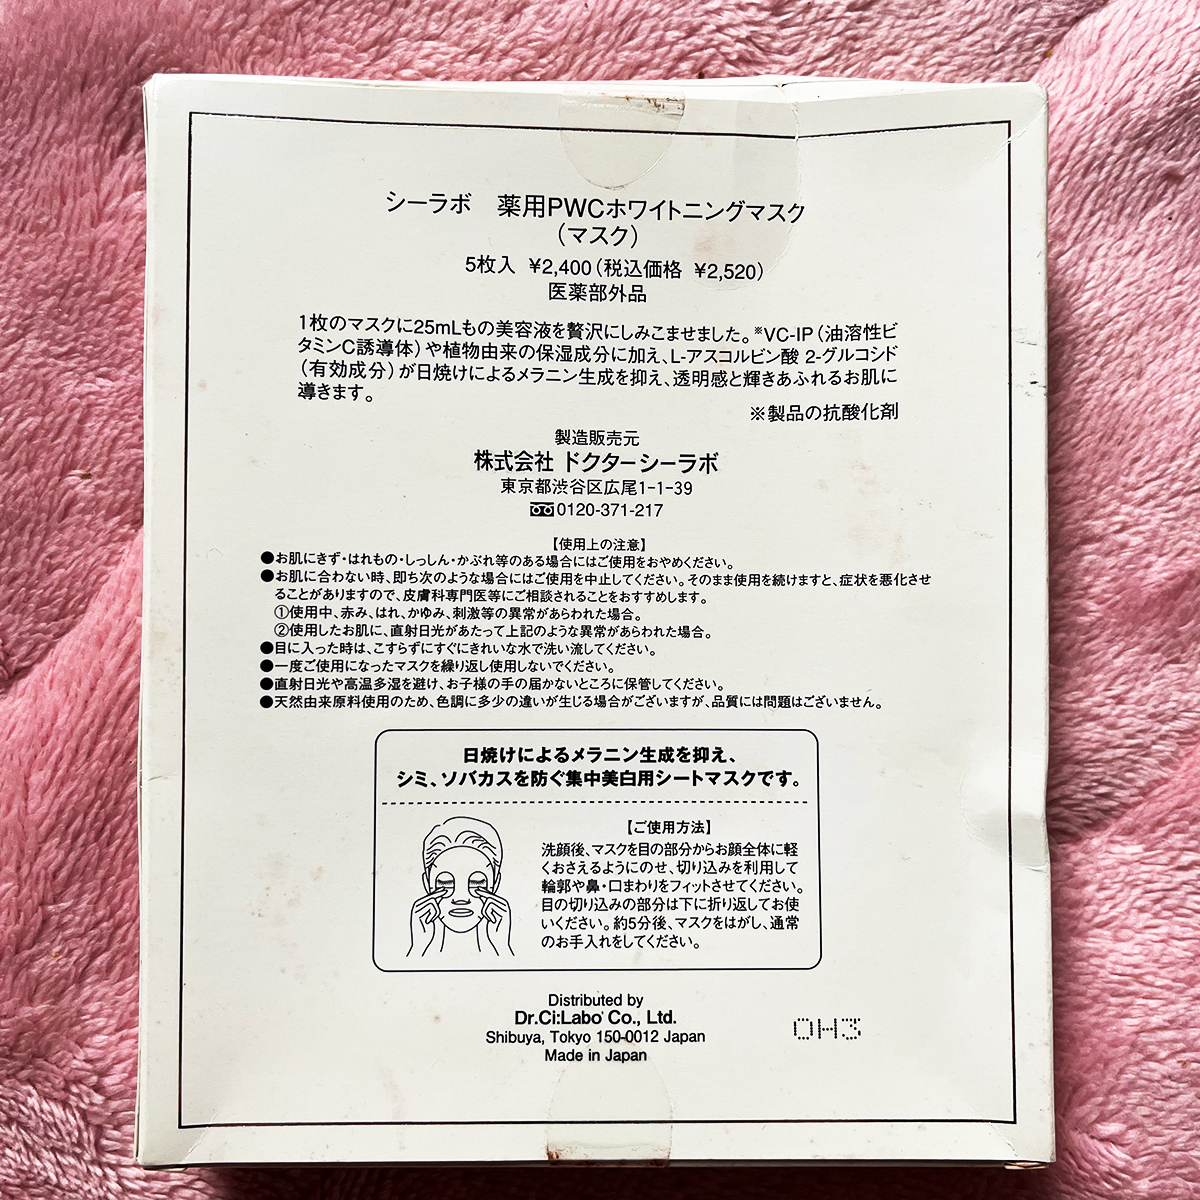 シーラボ　薬用PWCホワイトニングマスク
（マスク）
5枚入　¥2,400（税込価格　¥2,520）
医薬部外品
1枚のマスクに25mLもの美容液を贅沢にしみこませました。※VC-IP（油溶性ビ
タミンC誘導体）や植物由来の保湿成分に加え、L-アスコルビン酸 2-グルコシド
（有効成分）が日焼けによるメラニン生成を抑え、透明感と輝きあふれるお肌に
導きます。
※製品の抗酸化剤
製造販売元
株式会社 ドクターシーラボ
東京都渋谷区広尾1-1-39
0120-371-217
【使用上の注意】
●お肌にきず・はれもの・しっしん・かぶれ等のある場合にはご使用をおやめください。
●お肌に合わない時、即ち次のような場合にはご使用を中止してください。そのまま使用を続けますと、症状を悪化させ
ることがありますので、皮膚科専門医等にご相談されることをおすすめします。
①使用中、赤み、はれ、かゆみ、刺激等の異常があらわれた場合。
②使用したお肌に、直射日光があたって上記のような異常があらわれた場合。
●目に入った時は、こすらずにすぐにきれいな水で洗い流してください。
●一度ご使用になったマスクを繰り返し使用しないでください。
●直射日光や高温多湿を避け、お子様の手の届かないところに保管してください。
●天然由来原料使用のため、色調に多少の違いが生じる場合がございますが、品質には問題はございません。
日焼けによるメラニン生成を抑え、
シミ、ソバカスを防ぐ集中美白用シートマスクです。
【ご使用方法】
洗顔後、マスクを目の部分からお顔全体に軽
くおさえるようにのせ、切り込みを利用して
輪郭や鼻・口まわりをフィットさせてください。
目の切り込みの部分は下に折り返してお使
いください。約5分後、マスクをはがし、通常
のお手入れをしてください。
Distributed by
Dr.Ci:Labo Co., Ltd.
Shibuya, Tokyo 150-0012 Japan
Made in Japan
OH3